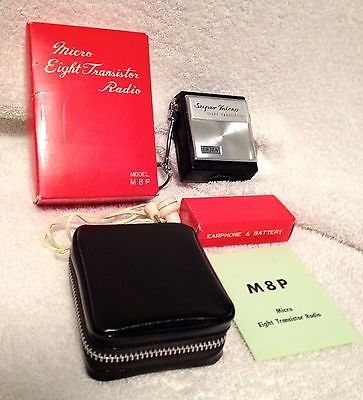 Micro
Eight Transistor
Radio
MODEL
M8P
Super Falcon
EIGHT TRANSISTOR
EARPHONE & BATTERY
M8P
Micro
Eight Transistor Radio